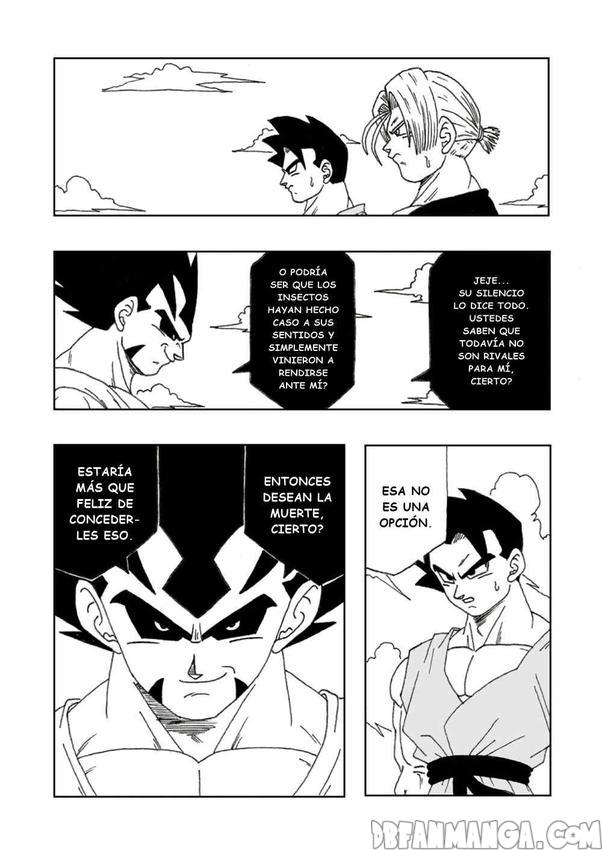 JEJE...
SU SILENCIO
LO DICE TODO.
USTEDES
SABEN QUE
TODAVÍA NO
SON RIVALES
PARA MÍ,
CIERTO?
O PODRÍA
SER QUE LOS
INSECTOS
HAYAN HECHO
CASO A SUS
SENTIDOS Y
SIMPLEMENTE
VINIERON A
RENDIRSE
ANTE MÍ?
ESA NO
ES UNA
OPCIÓN.
ENTONCES
DESEAN LA
MUERTE,
CIERTO?
ESTARÍA
MÁS QUE
FELIZ DE
CONCEDER-
LES ESO.
DBFANMANGA.COM